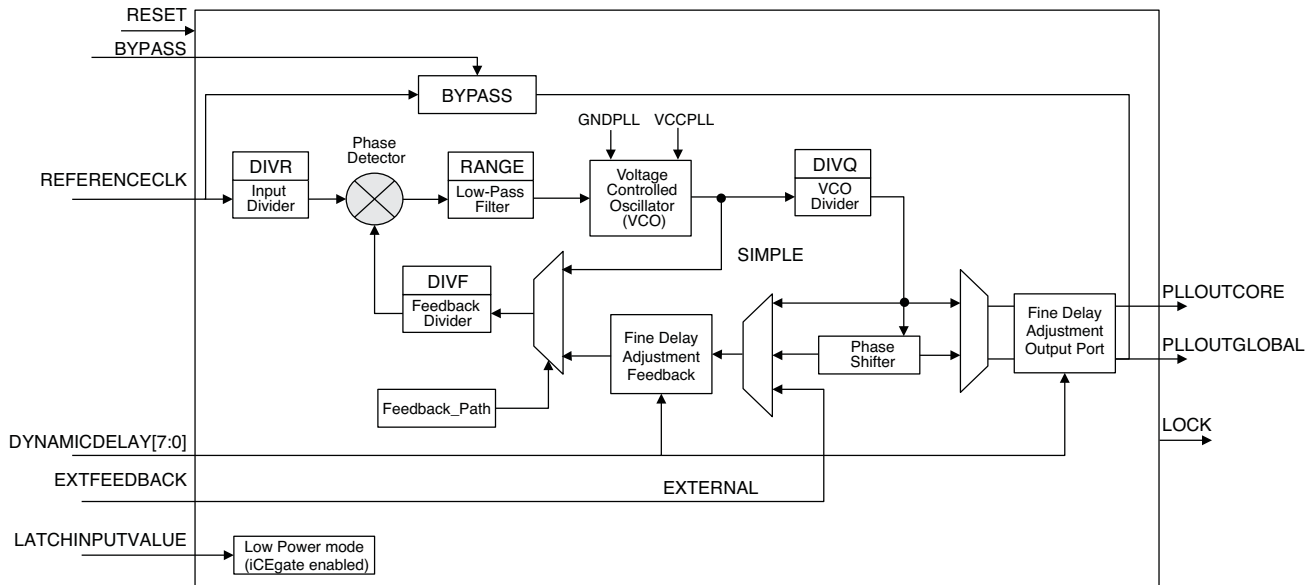 RESET
BYPASS
BYPASS
GNDPLL
VCCPLL
Phase
Detector
REFERENCECLK
DIVR
Input
Divider
RANGE
Low-Pass
Filter
Voltage
Controlled
Oscillator
(VCO)
DIVQ
VCO
Divider
SIMPLE
DIVF
Feedback
Divider
Fine Delay
Adjustment
Feedback
Phase
Shifter
Fine Delay
Adjustment
Output Port
PLLOUTCORE
PLLOUTGLOBAL
Feedback_Path
LOCK
DYNAMICDELAY[7:0]
EXTFEEDBACK
EXTERNAL
LATCHINPUTVALUE
Low Power mode
(iCEgate enabled)